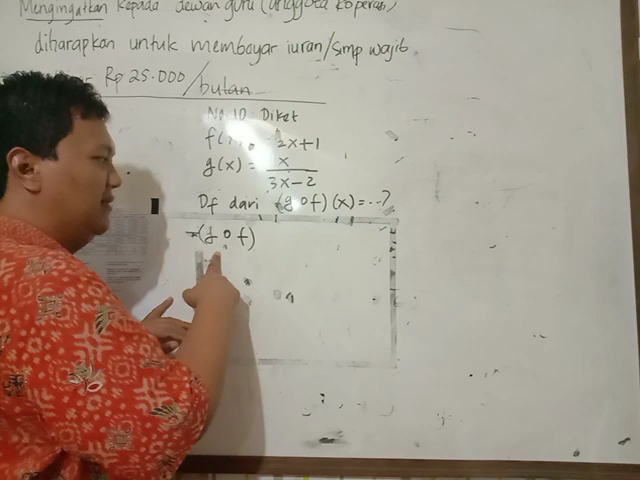 Mengingatkan kepada dewan guru (anggota koperasi)
diharapkan untuk membayar iuran/simp wajib
Rp 25.000/bulan
No.10. Diket
f( 2x+1
g(x) = x / 3x-2
Df dari (g o f)(x) = ...?
(g o f)